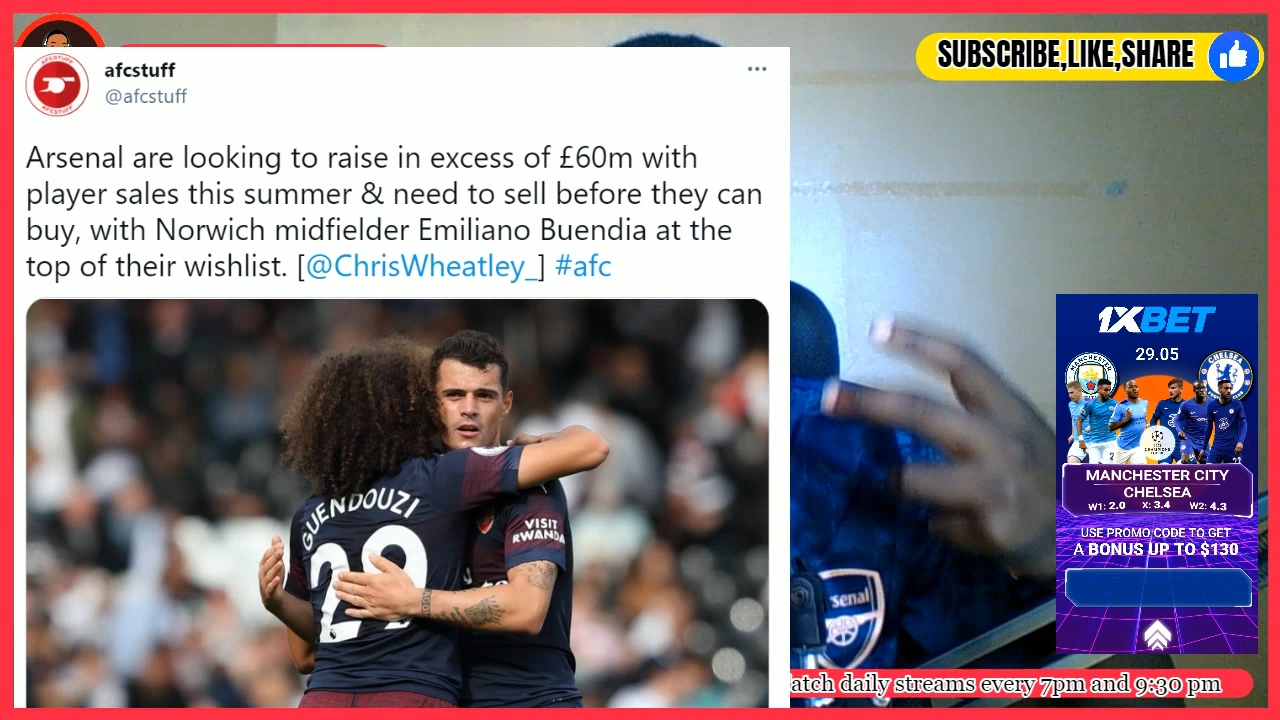 SUBSCRIBE,LIKE,SHARE
afcstuff
@afcstuff
AFCSTUFF
AFCSTUFF
Arsenal are looking to raise in excess of £60m with
player sales this summer & need to sell before they can
buy, with Norwich midfielder Emiliano Buendia at the
top of their wishlist. [@ChrisWheatley_] #afc
GUENDOUZI
29
VISIT
RWANDA
senal
1XBET
29.05
MANCHESTER CITY
CHELSEA
W1: 2.0 X: 3.4 W2: 4.3
USE PROMO CODE TO GET
A BONUS UP TO $130
daily streams every 7pm and 9:30 pm